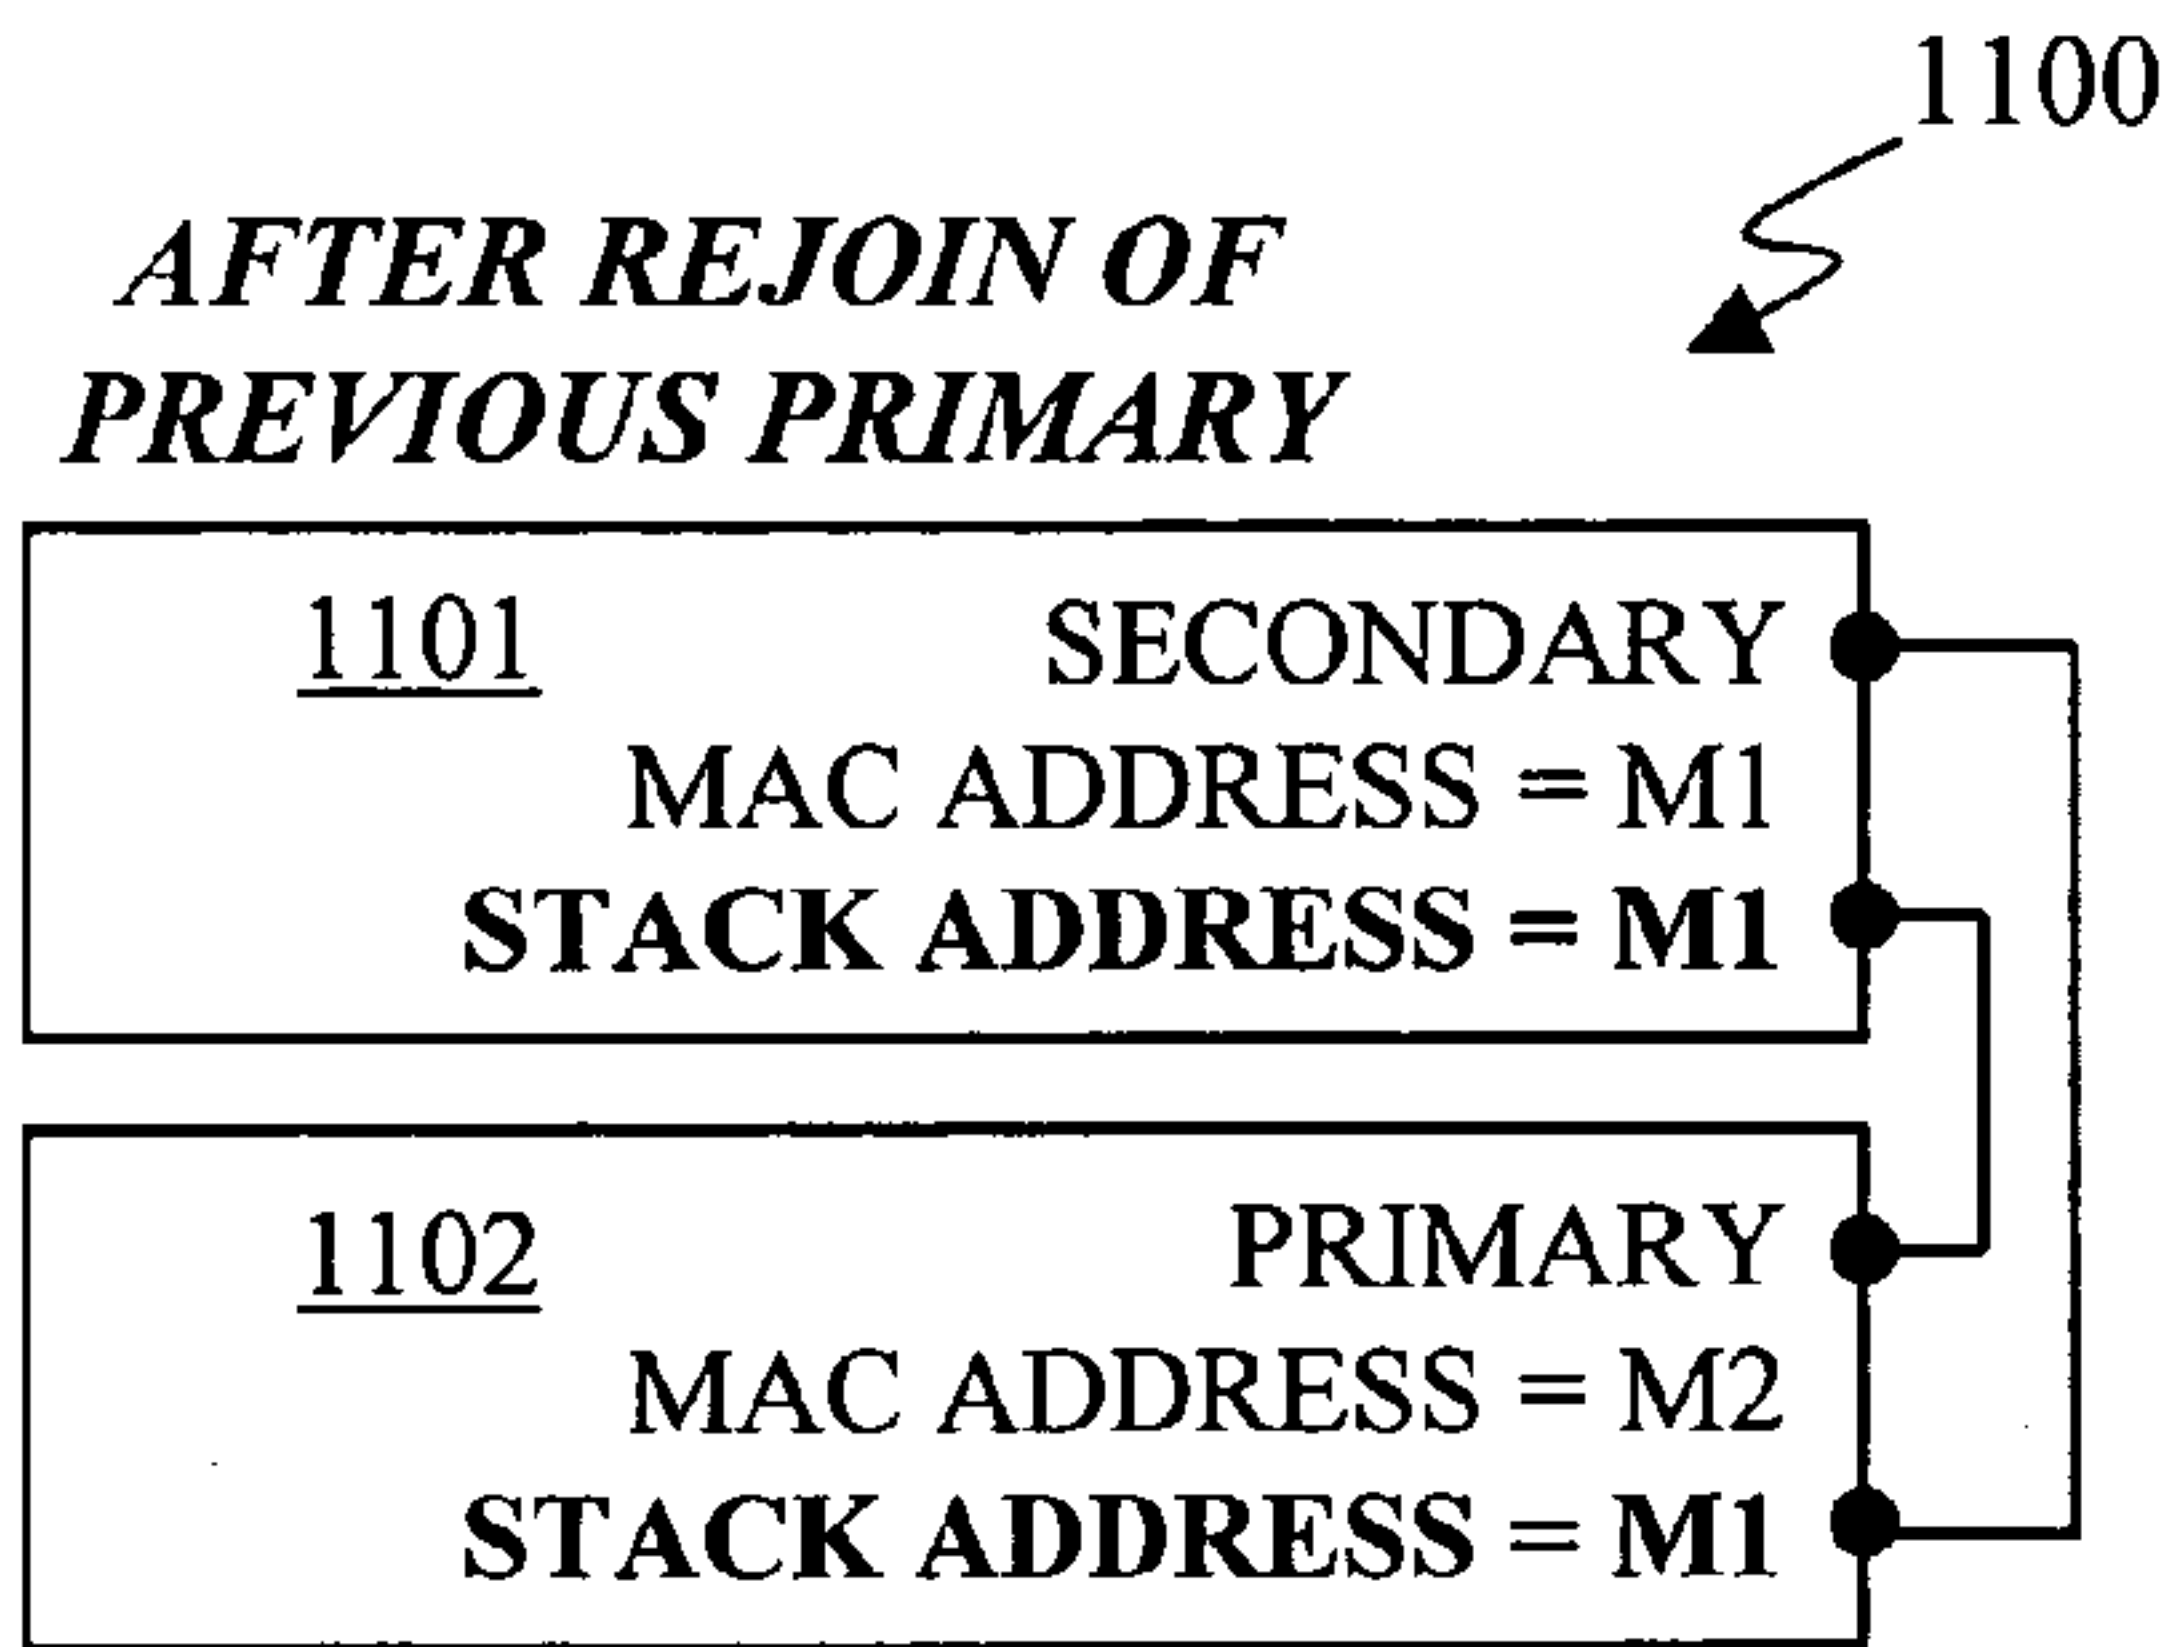 1100
AFTER REJOIN OF
PREVIOUS PRIMARY
1101 SECONDARY
MAC ADDRESS = M1
STACK ADDRESS = M1
1102 PRIMARY
MAC ADDRESS = M2
STACK ADDRESS = M1